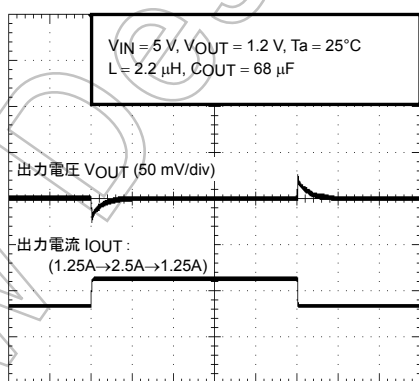 VIN = 5 V, VOUT = 1.2 V, Ta = 25°C
L = 2.2 μH, COUT = 68 μF
出力電圧 VOUT (50 mV/div)
出力電流 IOUT :
(1.25A→2.5A→1.25A)